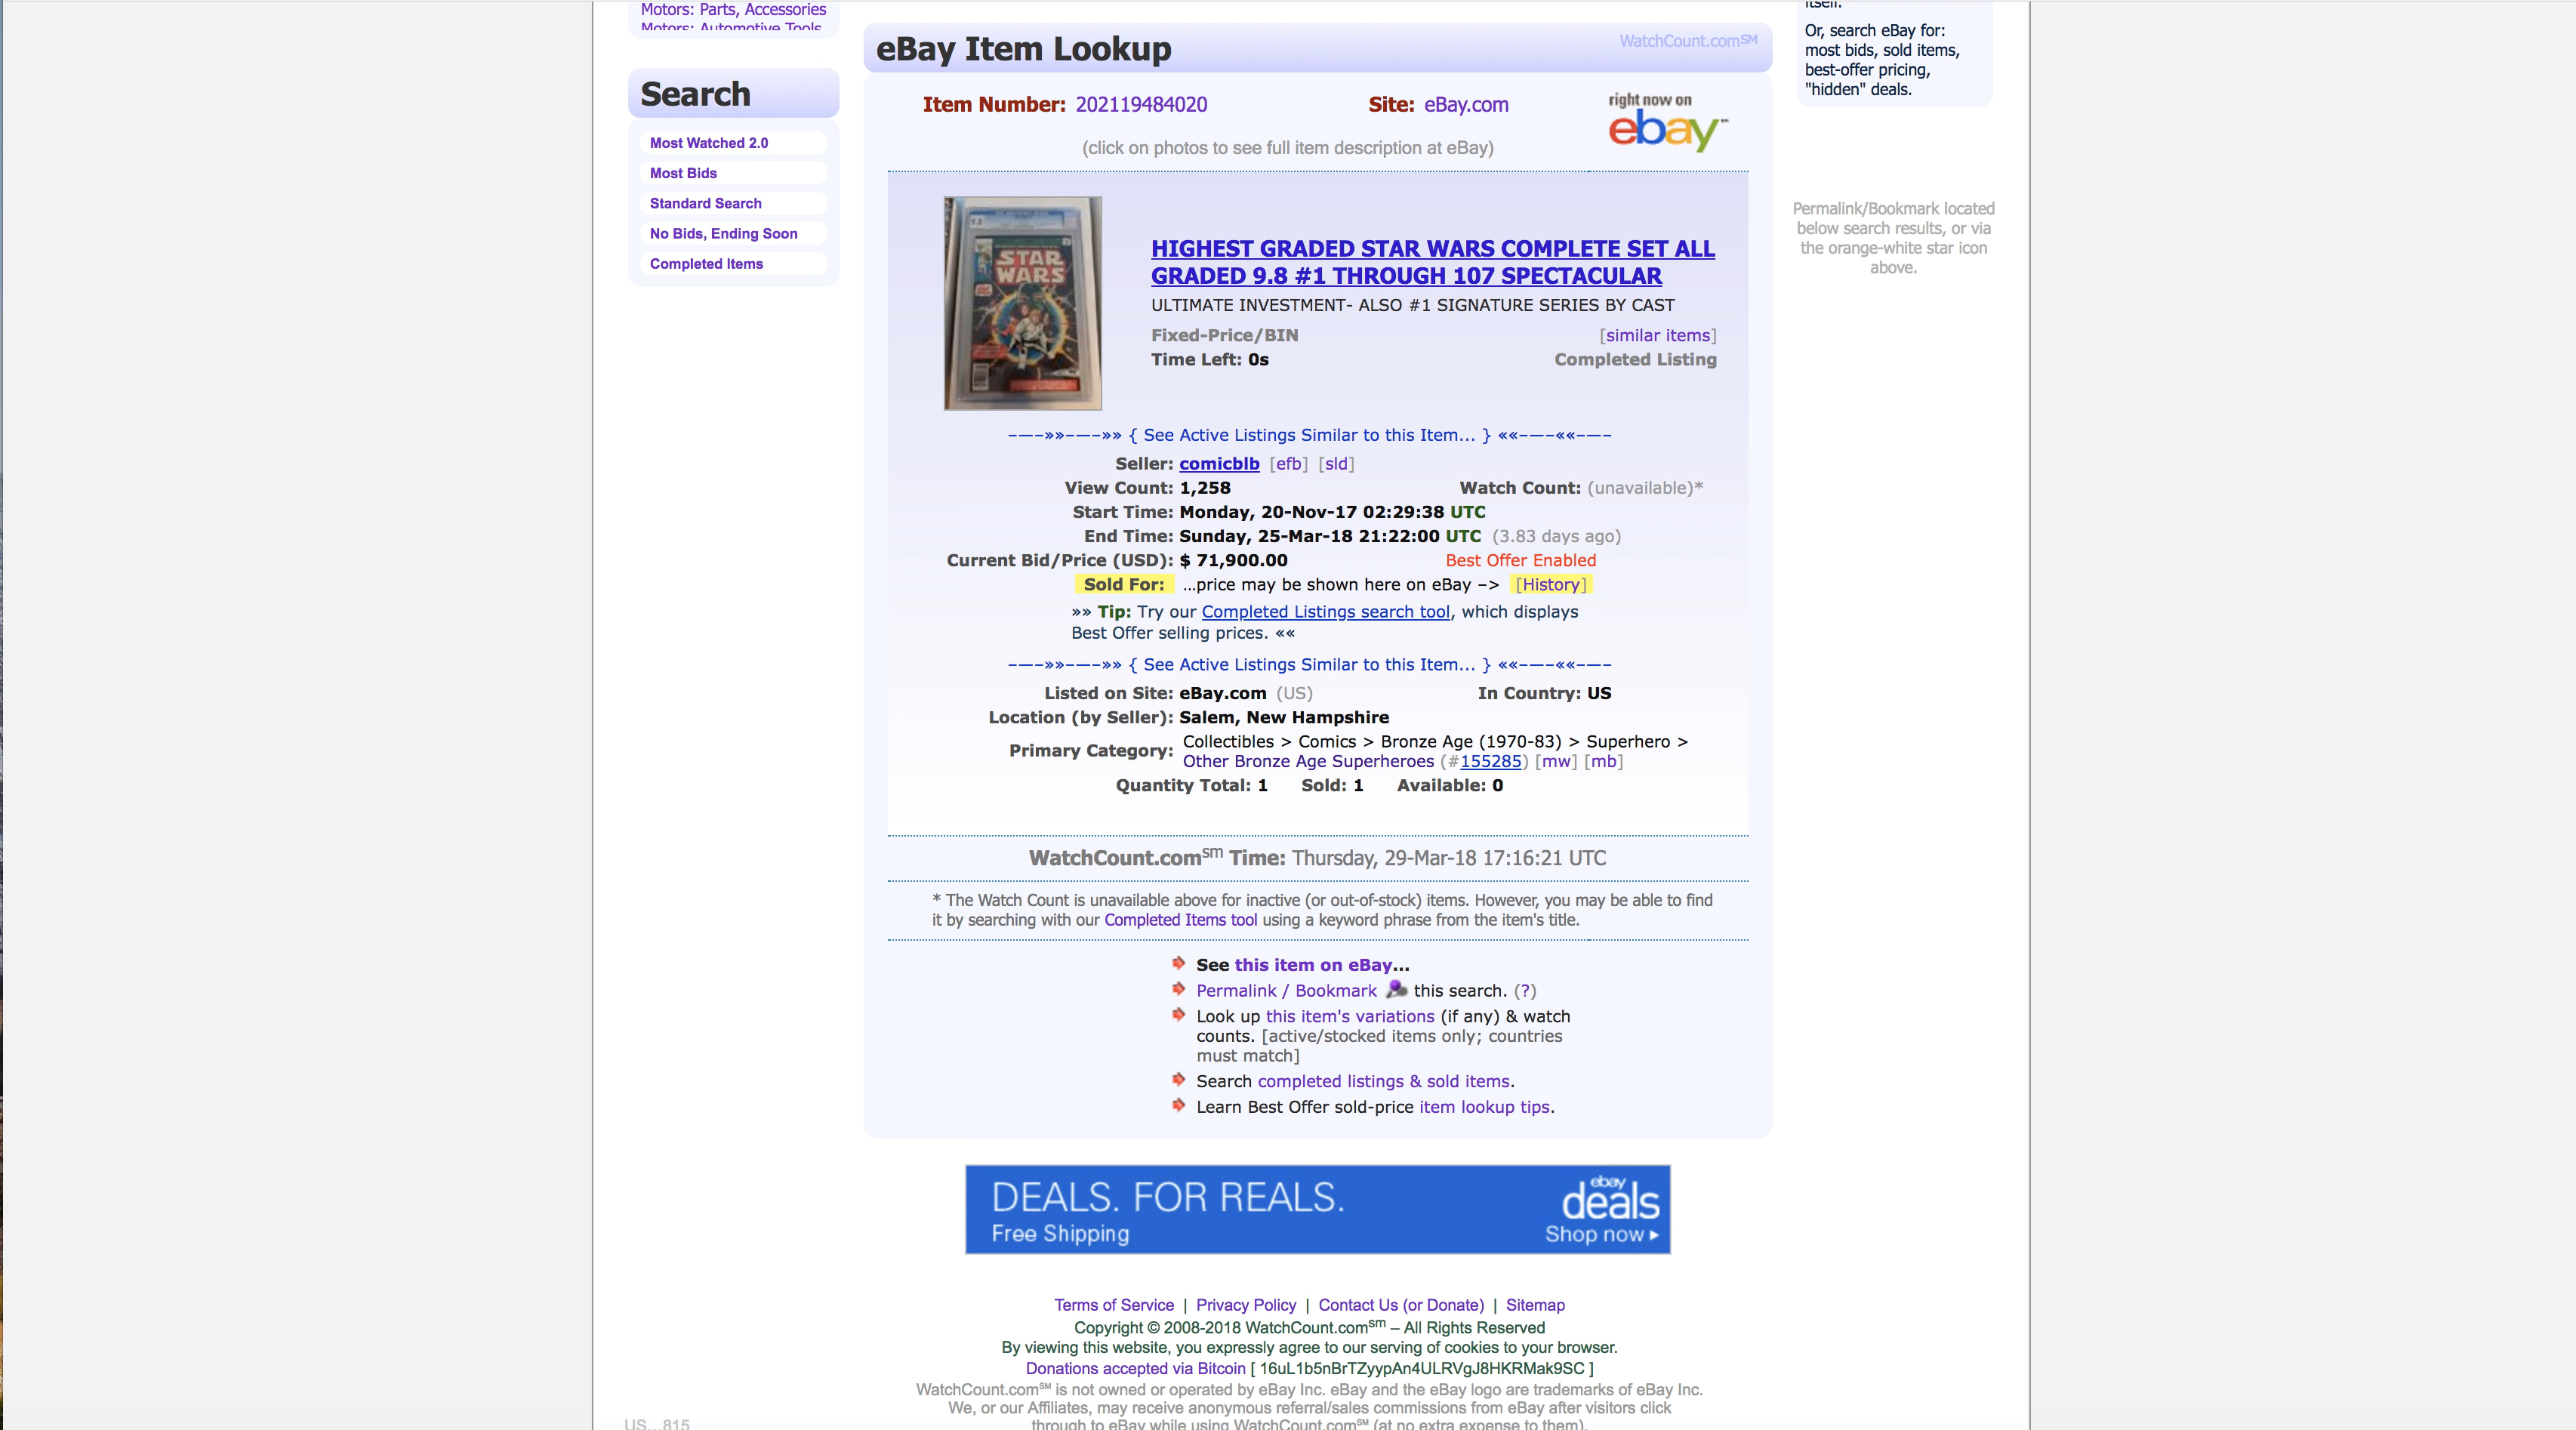 Motors: Parts, Accessories
Motors: Automotive Tools
Search
Most Watched 2.0
Most Bids
Standard Search
No Bids, Ending Soon
Completed Items
eBay Item Lookup
WatchCount.com℠
Item Number: 202119484020
Site: eBay.com
right now on
ebay™
(click on photos to see full item description at eBay)
STAR
WARS
HIGHEST GRADED STAR WARS COMPLETE SET ALL
GRADED 9.8 #1 THROUGH 107 SPECTACULAR
ULTIMATE INVESTMENT- ALSO #1 SIGNATURE SERIES BY CAST
Fixed-Price/BIN [similar items]
Time Left: 0s Completed Listing
-—-»»-—-»» { See Active Listings Similar to this Item... } ««-—-««-—-
Seller: comicblb [efb] [sld]
View Count: 1,258 Watch Count: (unavailable)*
Start Time: Monday, 20-Nov-17 02:29:38 UTC
End Time: Sunday, 25-Mar-18 21:22:00 UTC (3.83 days ago)
Current Bid/Price (USD): $ 71,900.00 Best Offer Enabled
Sold For: ...price may be shown here on eBay –> [History]
»» Tip: Try our Completed Listings search tool, which displays
Best Offer selling prices. ««
-—-»»-—-»» { See Active Listings Similar to this Item... } ««-—-««-—-
Listed on Site: eBay.com (US) In Country: US
Location (by Seller): Salem, New Hampshire
Primary Category: Collectibles > Comics > Bronze Age (1970-83) > Superhero >
Other Bronze Age Superheroes (#155285) [mw] [mb]
Quantity Total: 1 Sold: 1 Available: 0
WatchCount.com℠ Time: Thursday, 29-Mar-18 17:16:21 UTC
* The Watch Count is unavailable above for inactive (or out-of-stock) items. However, you may be able to find
it by searching with our Completed Items tool using a keyword phrase from the item's title.
See this item on eBay...
Permalink / Bookmark this search. (?)
Look up this item's variations (if any) & watch
counts. [active/stocked items only; countries
must match]
Search completed listings & sold items.
Learn Best Offer sold-price item lookup tips.
DEALS. FOR REALS.
Free Shipping
ebay
deals
Shop now ▸
Terms of Service | Privacy Policy | Contact Us (or Donate) | Sitemap
Copyright © 2008-2018 WatchCount.com℠ – All Rights Reserved
By viewing this website, you expressly agree to our serving of cookies to your browser.
Donations accepted via Bitcoin [ 16uL1b5nBrTZyypAn4ULRVgJ8HKRMak9SC ]
WatchCount.com℠ is not owned or operated by eBay Inc. eBay and the eBay logo are trademarks of eBay Inc.
We, or our Affiliates, may receive anonymous referral/sales commissions from eBay after visitors click
through to eBay while using WatchCount.com℠ (at no extra expense to them).
US...815
itself.
Or, search eBay for:
most bids, sold items,
best-offer pricing,
"hidden" deals.
Permalink/Bookmark located
below search results, or via
the orange-white star icon
above.